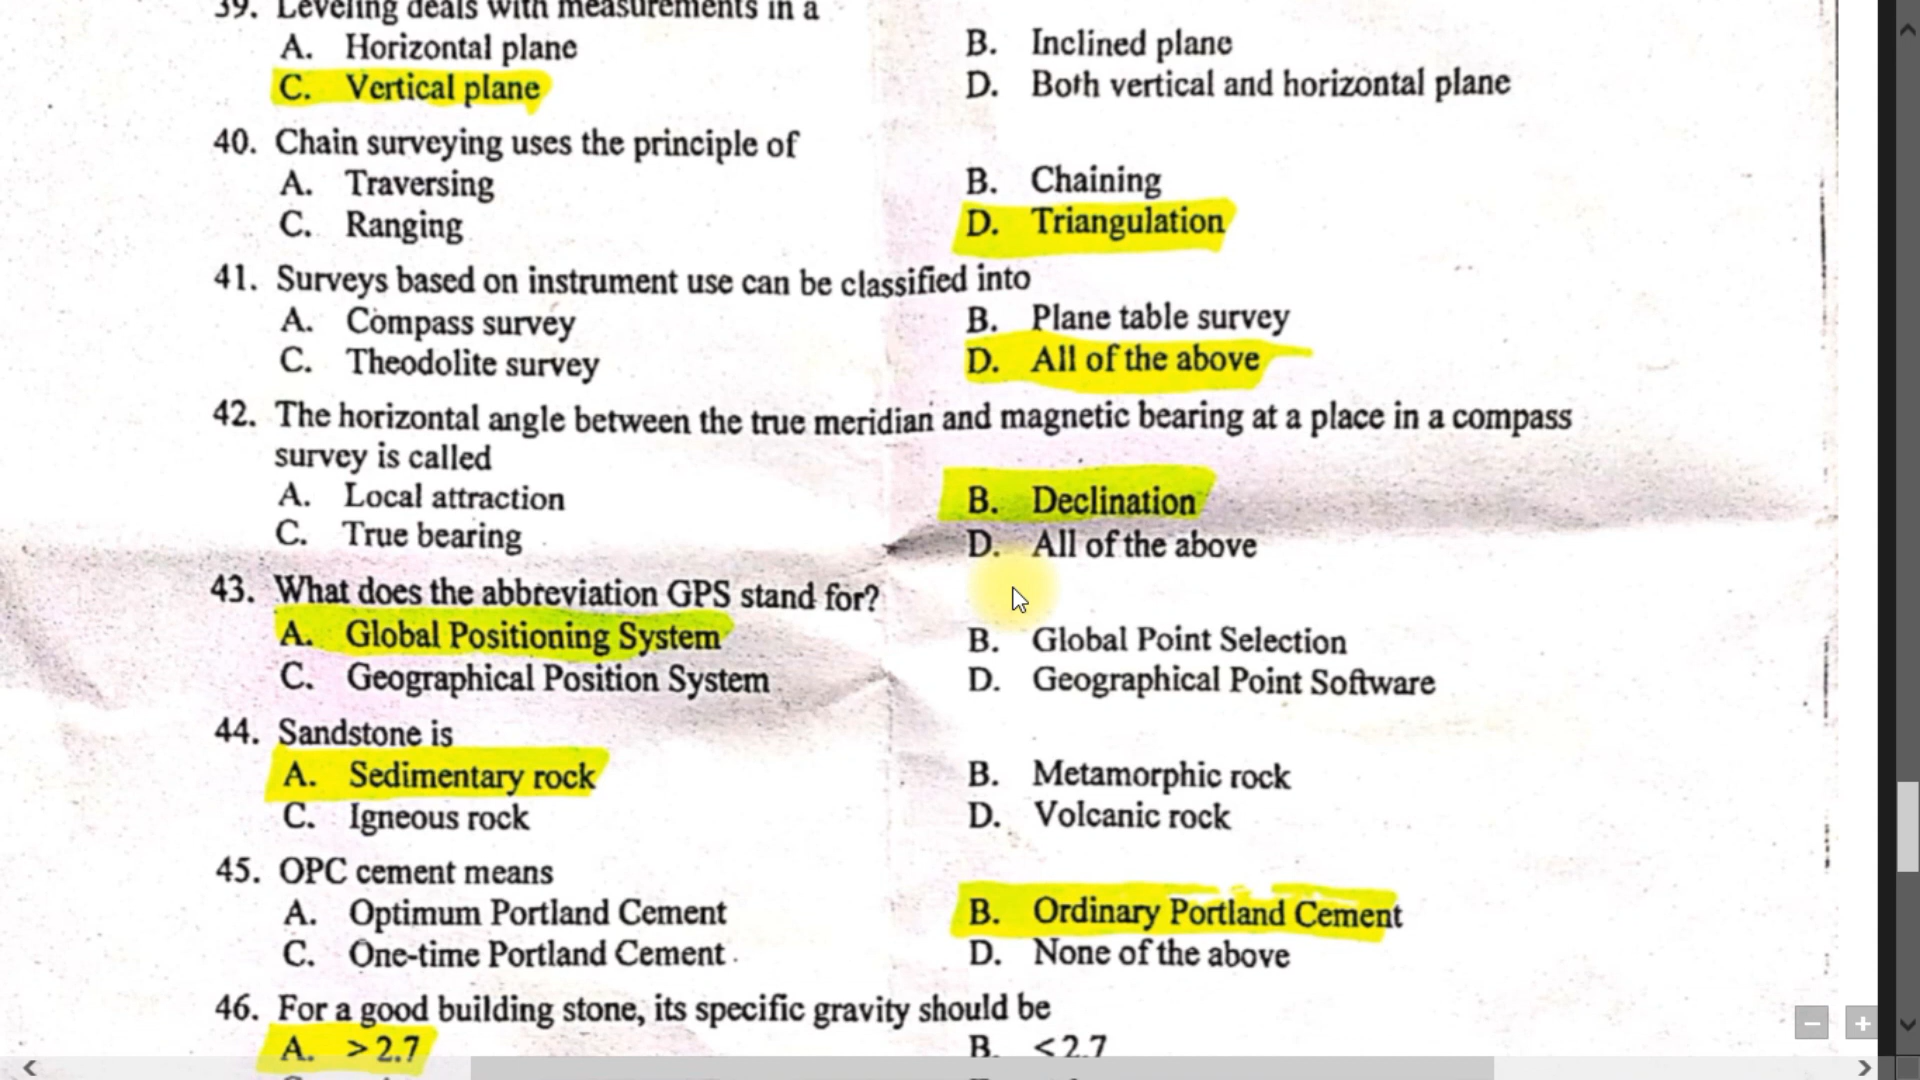 39. Leveling deals with measurements in a
A. Horizontal plane
B. Inclined plane
C. Vertical plane
D. Both vertical and horizontal plane
40. Chain surveying uses the principle of
A. Traversing
B. Chaining
C. Ranging
D. Triangulation
41. Surveys based on instrument use can be classified into
A. Compass survey
B. Plane table survey
C. Theodolite survey
D. All of the above
42. The horizontal angle between the true meridian and magnetic bearing at a place in a compass
survey is called
A. Local attraction
B. Declination
C. True bearing
D. All of the above
43. What does the abbreviation GPS stand for?
A. Global Positioning System
B. Global Point Selection
C. Geographical Position System
D. Geographical Point Software
44. Sandstone is
A. Sedimentary rock
B. Metamorphic rock
C. Igneous rock
D. Volcanic rock
45. OPC cement means
A. Optimum Portland Cement
B. Ordinary Portland Cement
C. One-time Portland Cement
D. None of the above
46. For a good building stone, its specific gravity should be
A. > 2.7
B. < 2.7